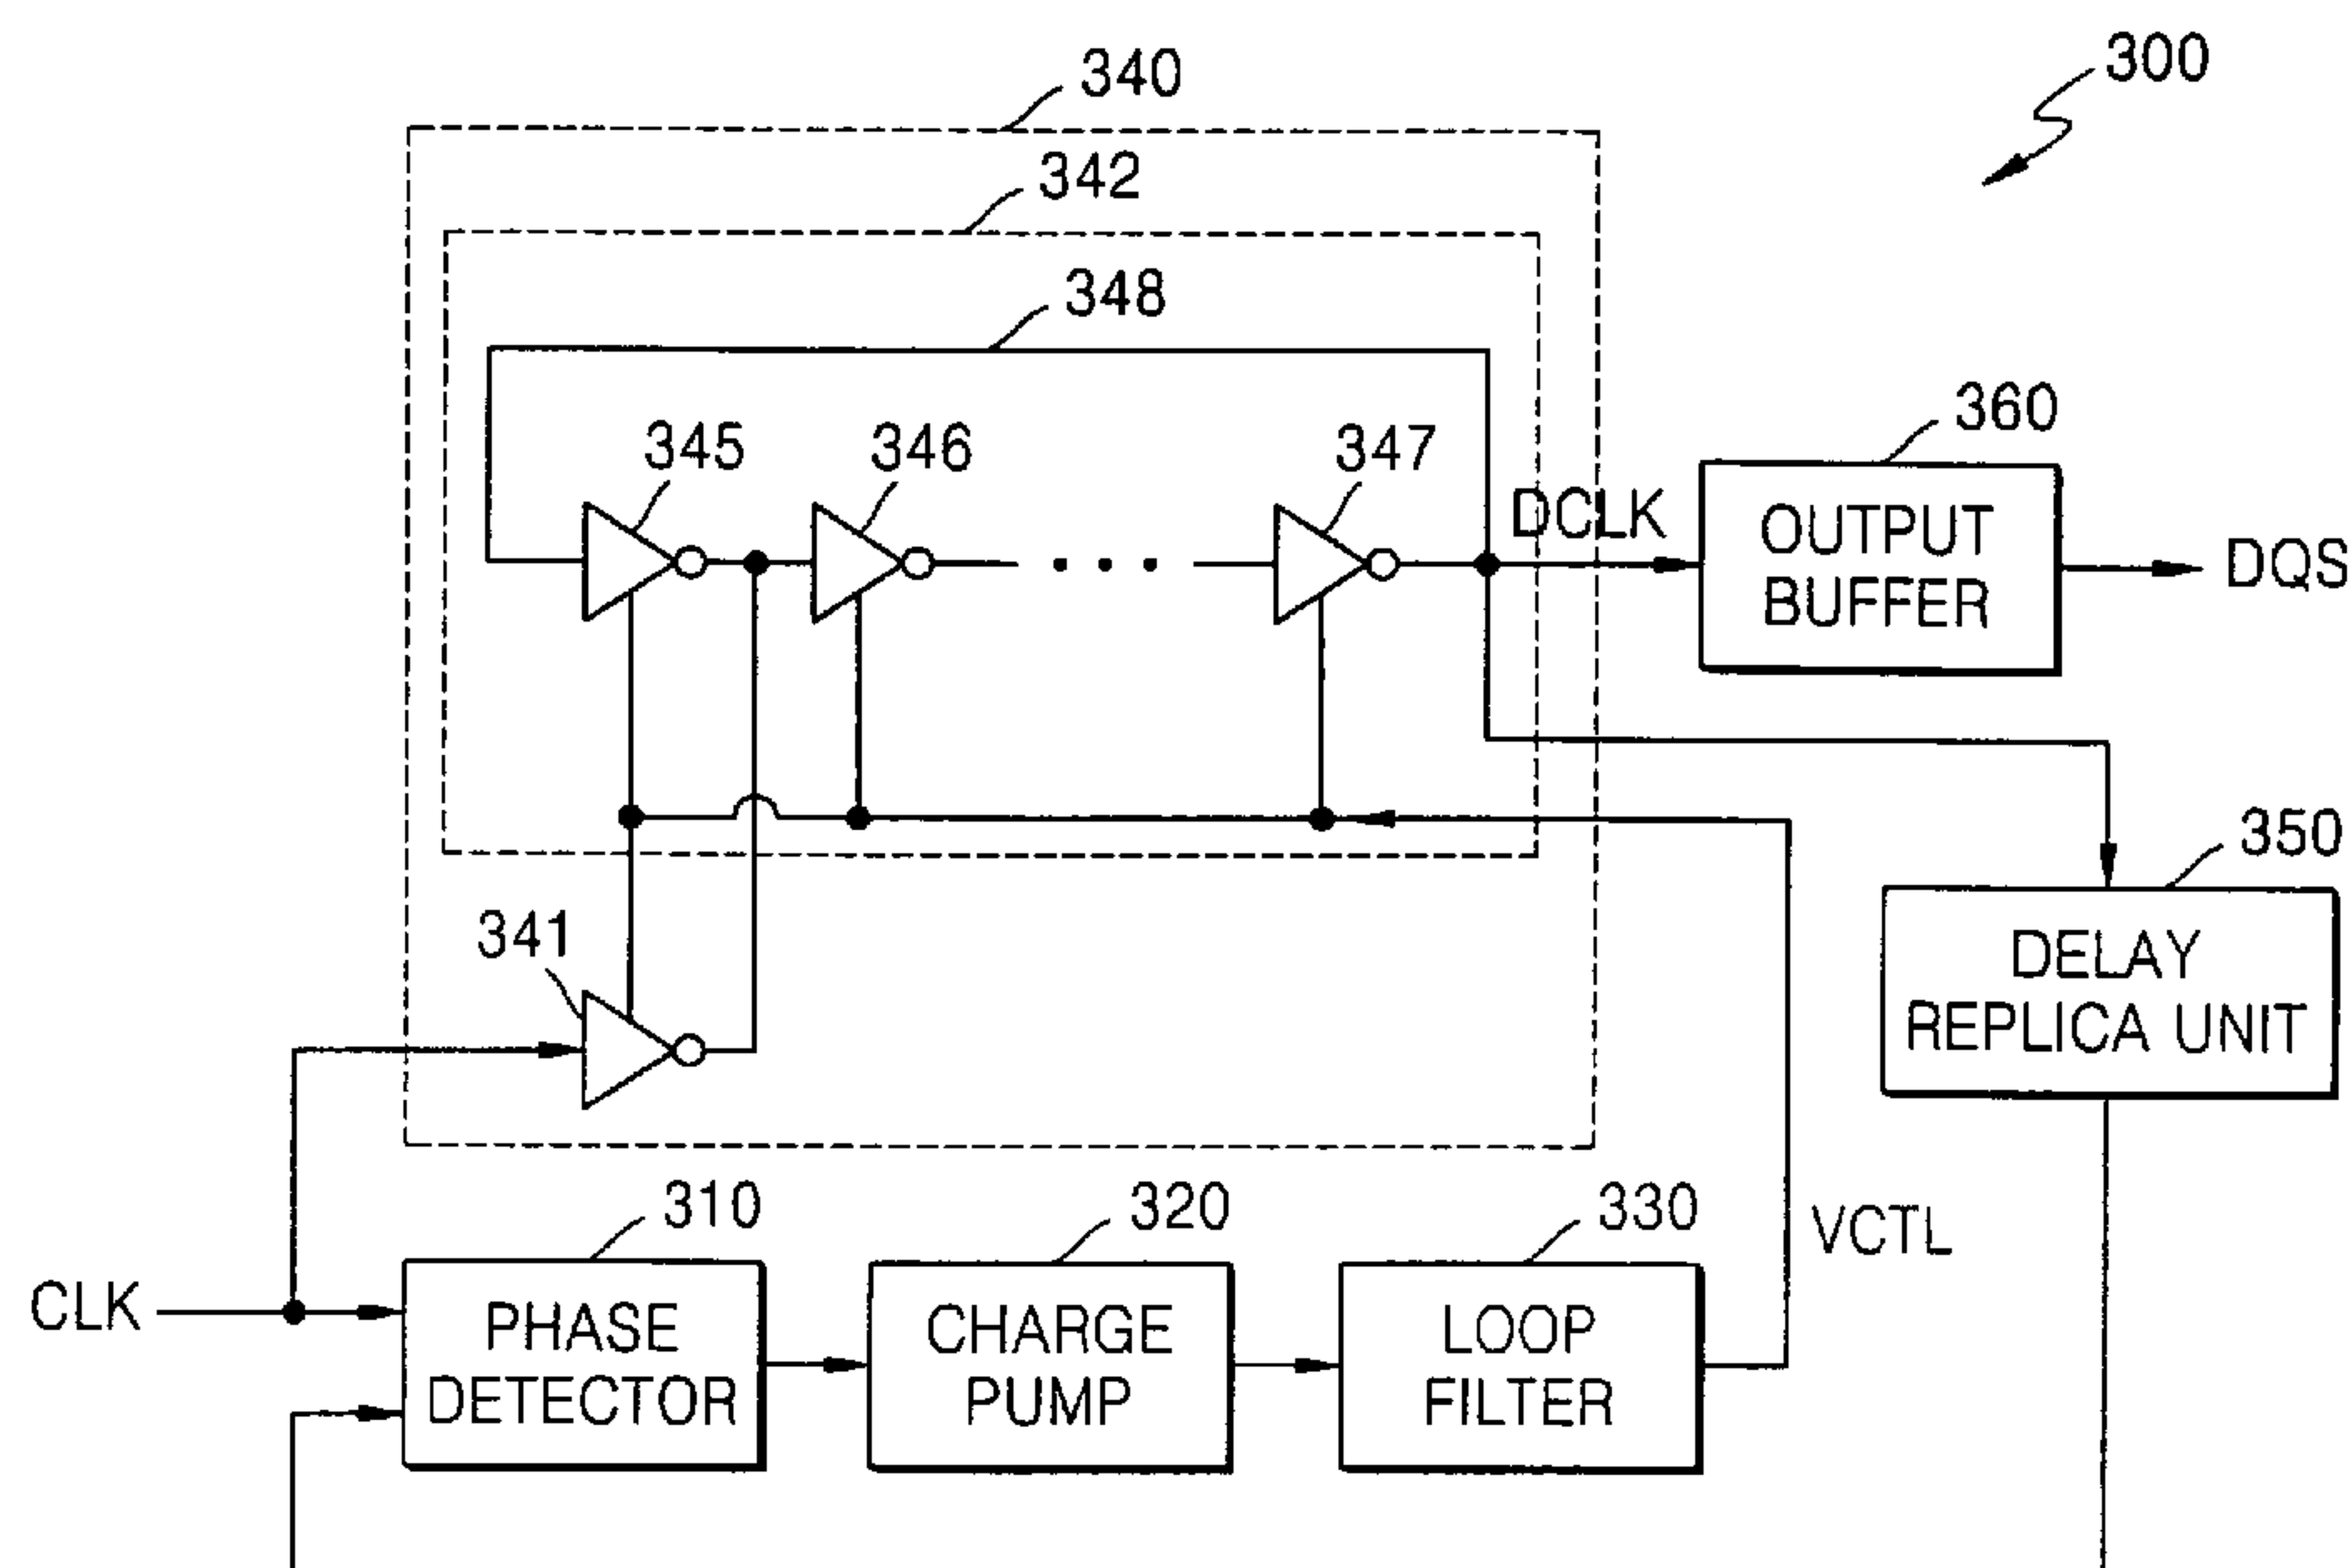 300
340
342
348
345
346
347
360
DCLK
OUTPUT
BUFFER
DQS
350
DELAY
REPLICA UNIT
341
310
320
330
VCTL
CLK
PHASE
DETECTOR
CHARGE
PUMP
LOOP
FILTER